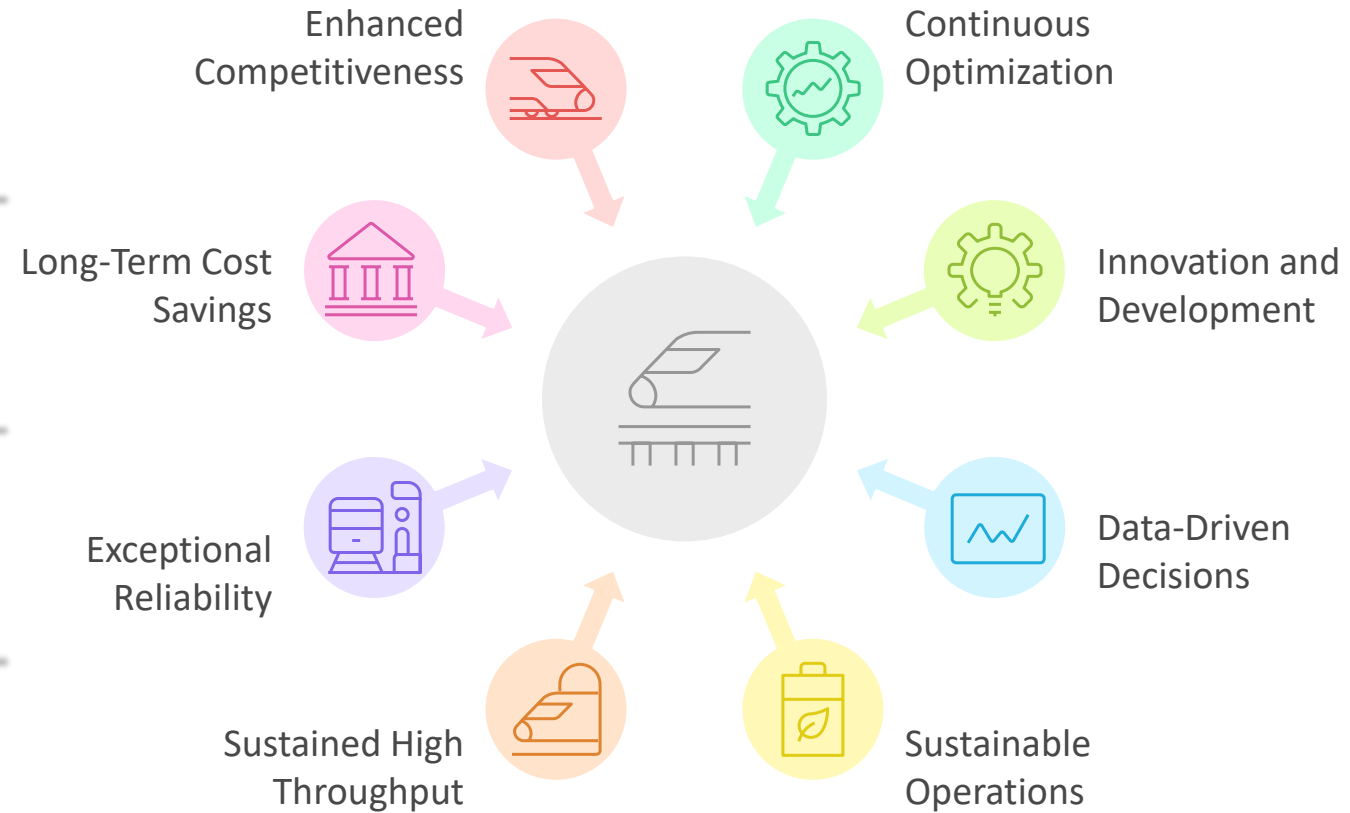 Enhanced
Competitiveness
Continuous
Optimization
Long-Term Cost
Savings
Innovation and
Development
Exceptional
Reliability
Data-Driven
Decisions
Sustained High
Throughput
Sustainable
Operations